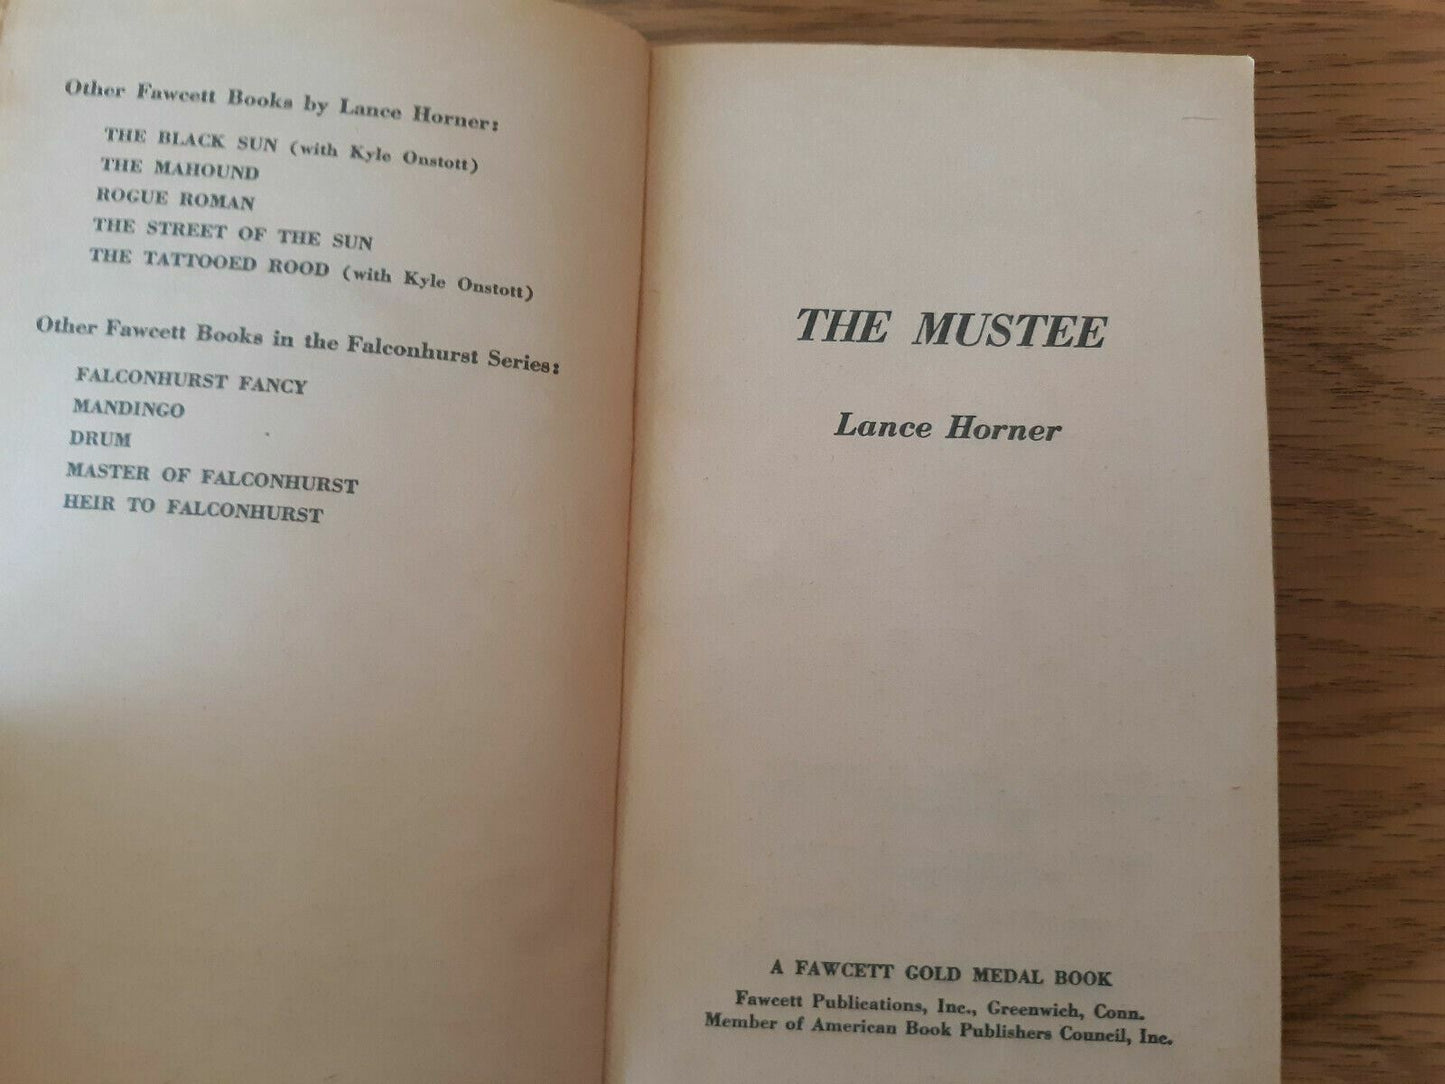 Other Fawcett Books by Lance Horner:
THE BLACK SUN (with Kyle Onstott)
THE MAHOUND
ROGUE ROMAN
THE STREET OF THE SUN
THE TATTOOED ROOD (with Kyle Onstott)
Other Fawcett Books in the Falconhurst Series:
FALCONHURST FANCY
MANDINGO
DRUM
MASTER OF FALCONHURST
HEIR TO FALCONHURST
THE MUSTEE
Lance Horner
A FAWCETT GOLD MEDAL BOOK
Fawcett Publications, Inc., Greenwich, Conn.
Member of American Book Publishers Council, Inc.